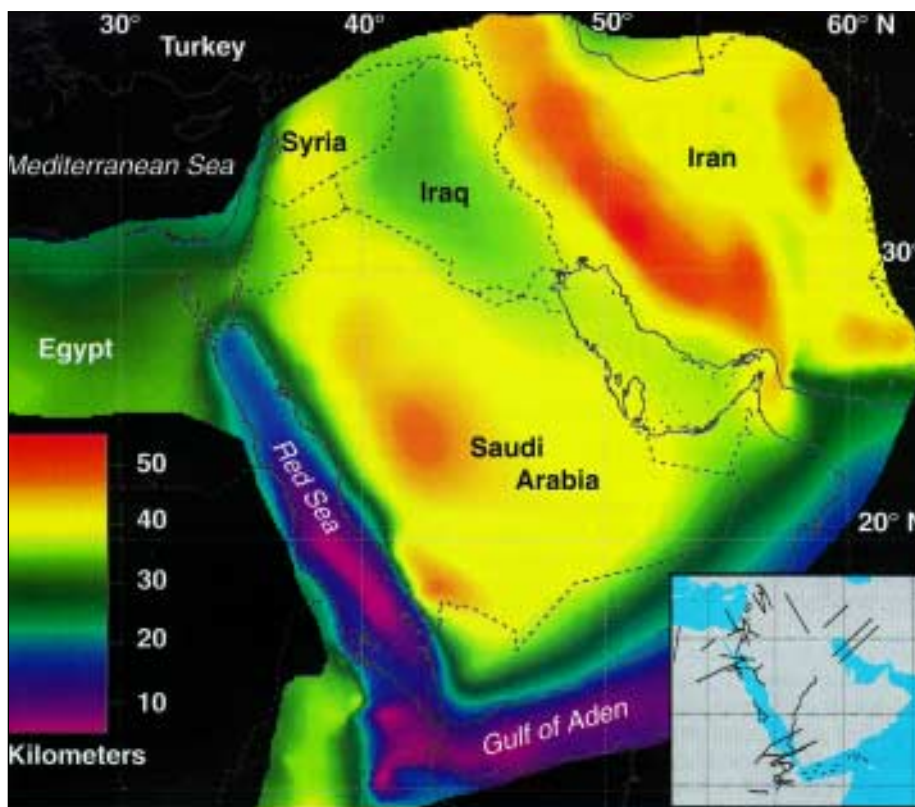 30°
40°
50°
60° N
Turkey
Syria
Mediterranean Sea
Iraq
Iran
30°
Egypt
Red Sea
Saudi
Arabia
20° N
50
40
30
20
10
Gulf of Aden
Kilometers